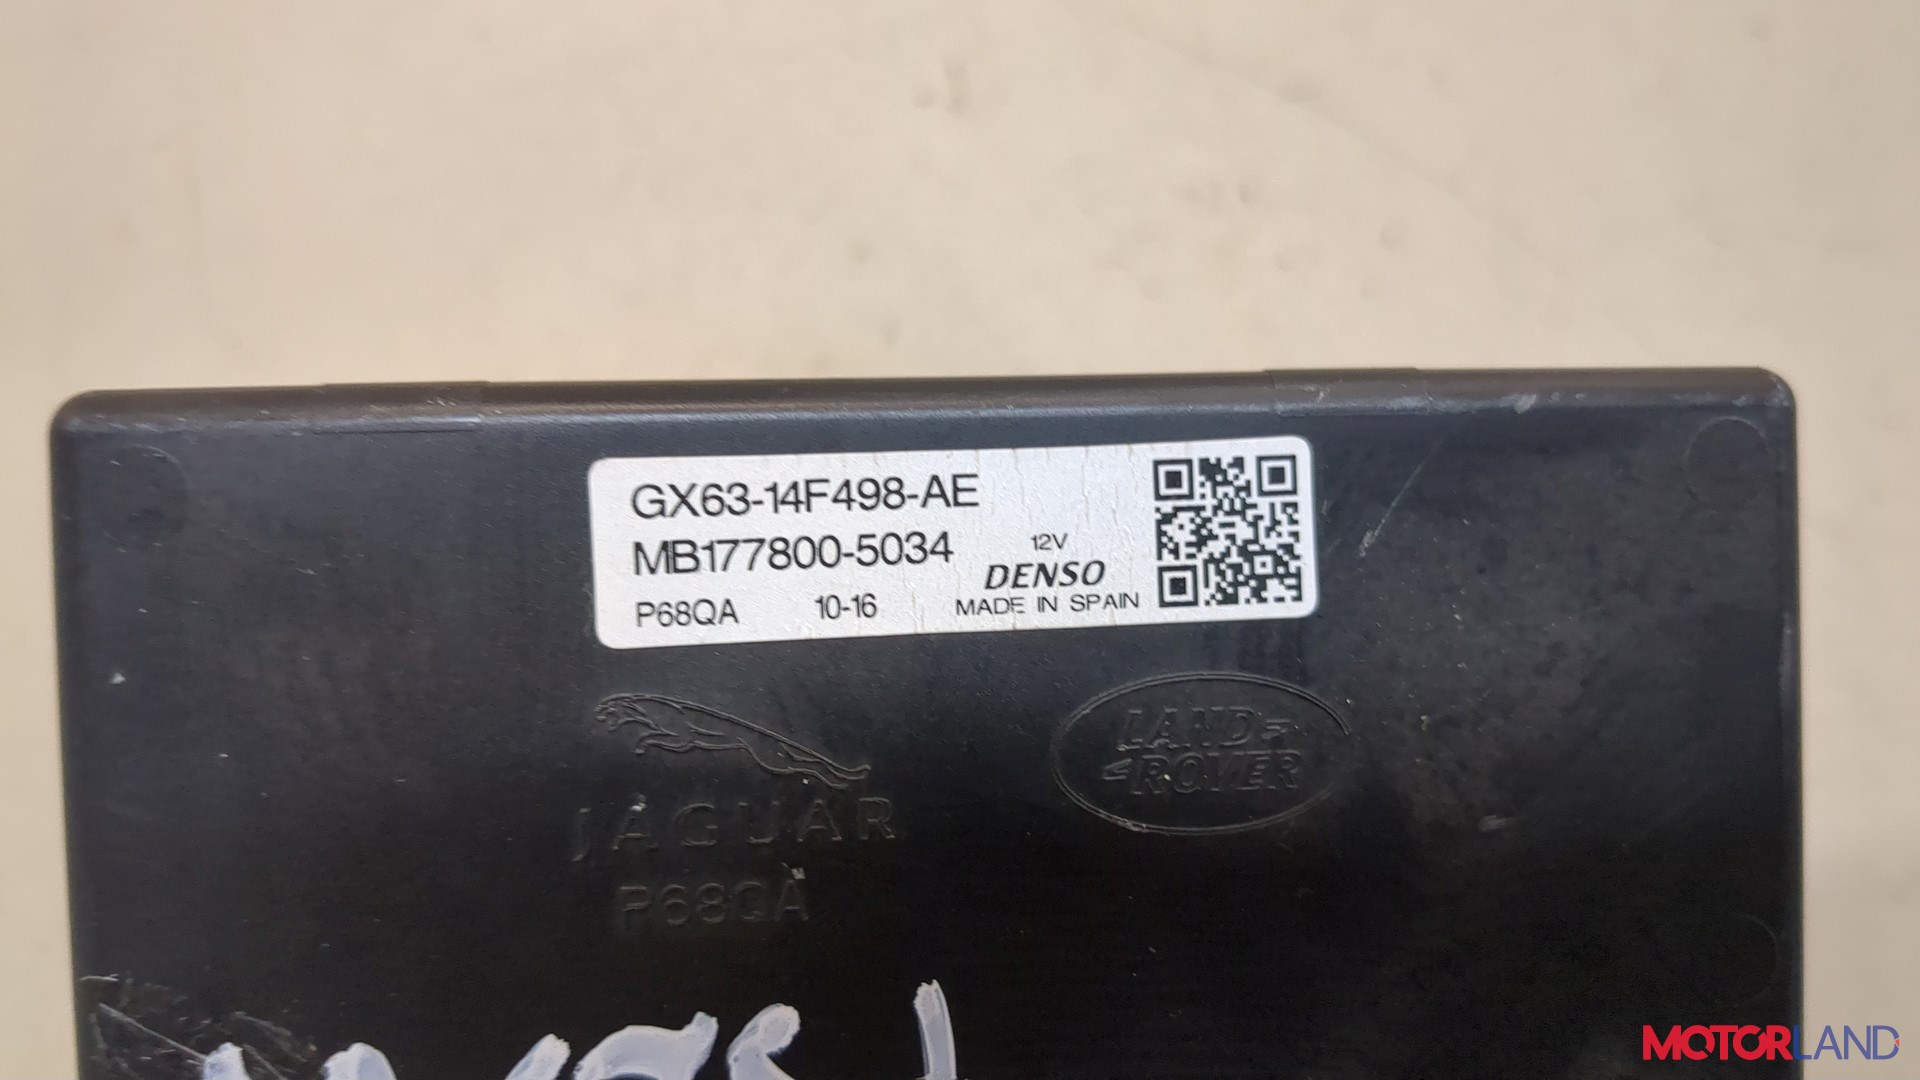 GX63-14F498-AE
MB177800-5034
12V
DENSO
P68QA 10-16 MADE IN SPAIN
JAGUAR
LAND
ROVER
P68QA
MOTORLAND